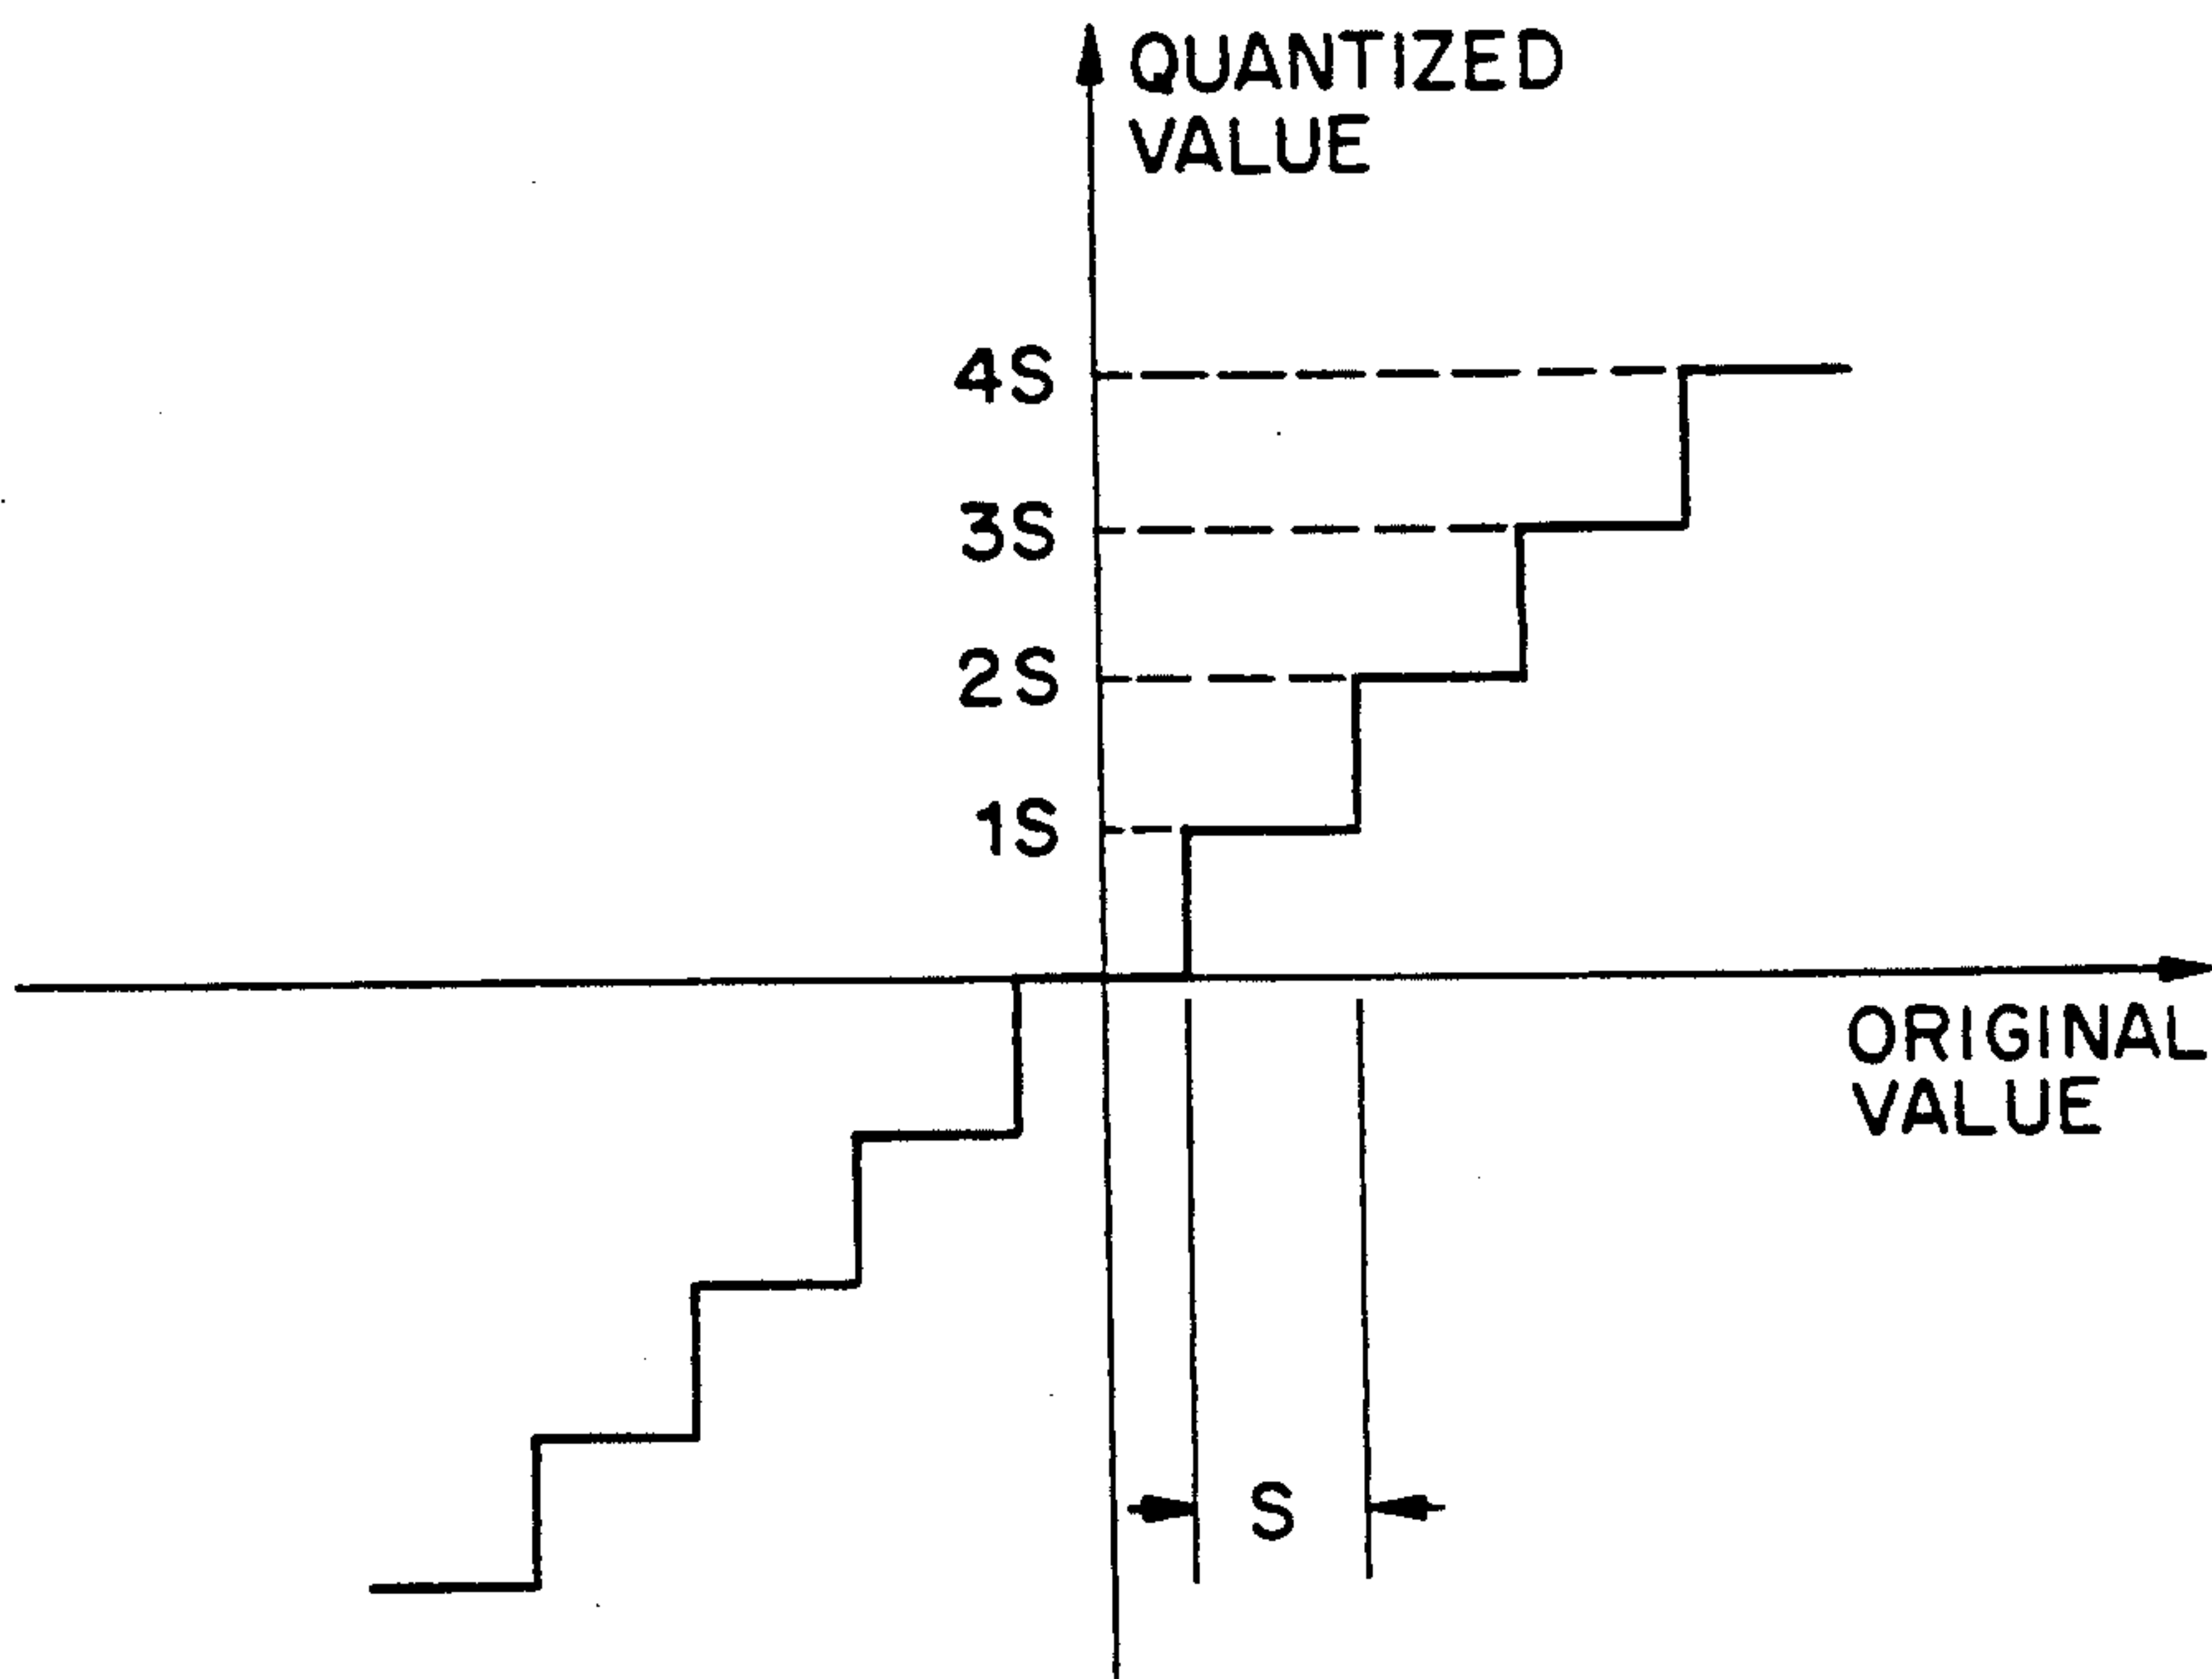 QUANTIZED
VALUE
4S
3S
2S
1S
ORIGINAL
VALUE
S